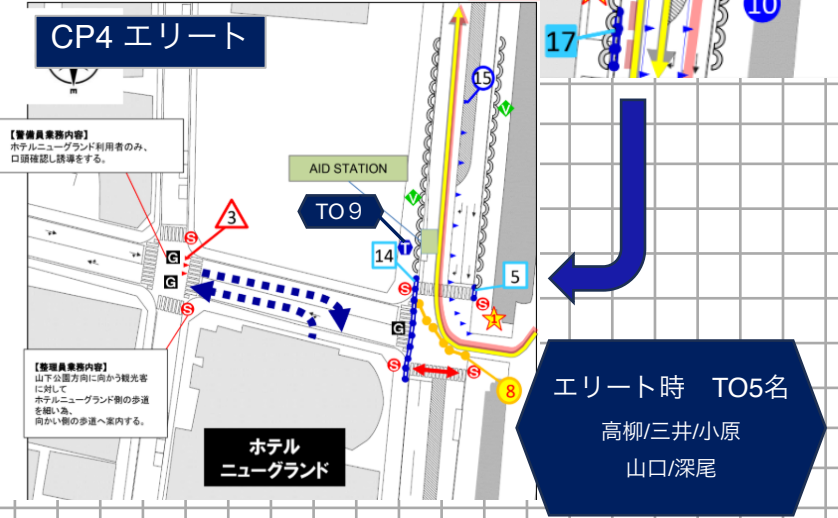 CP4 エリート
m
【警備員業務内容】
ホテルニューグランド利用者のみ、
口頭確認し誘導をする。
AID STATION
TO９
T
3
S
G
G
S
14
15
V
V
5
S
S
1
G
S
S
8
17
10
【整理員業務内容】
山下公園方向に向かう観光客
に対して
ホテルニューグランド側の歩道
を細い為、
向かい側の歩道へ案内する。
ホテル
ニューグランド
エリート時　TO5名
高柳/三井/小原
山口/深尾